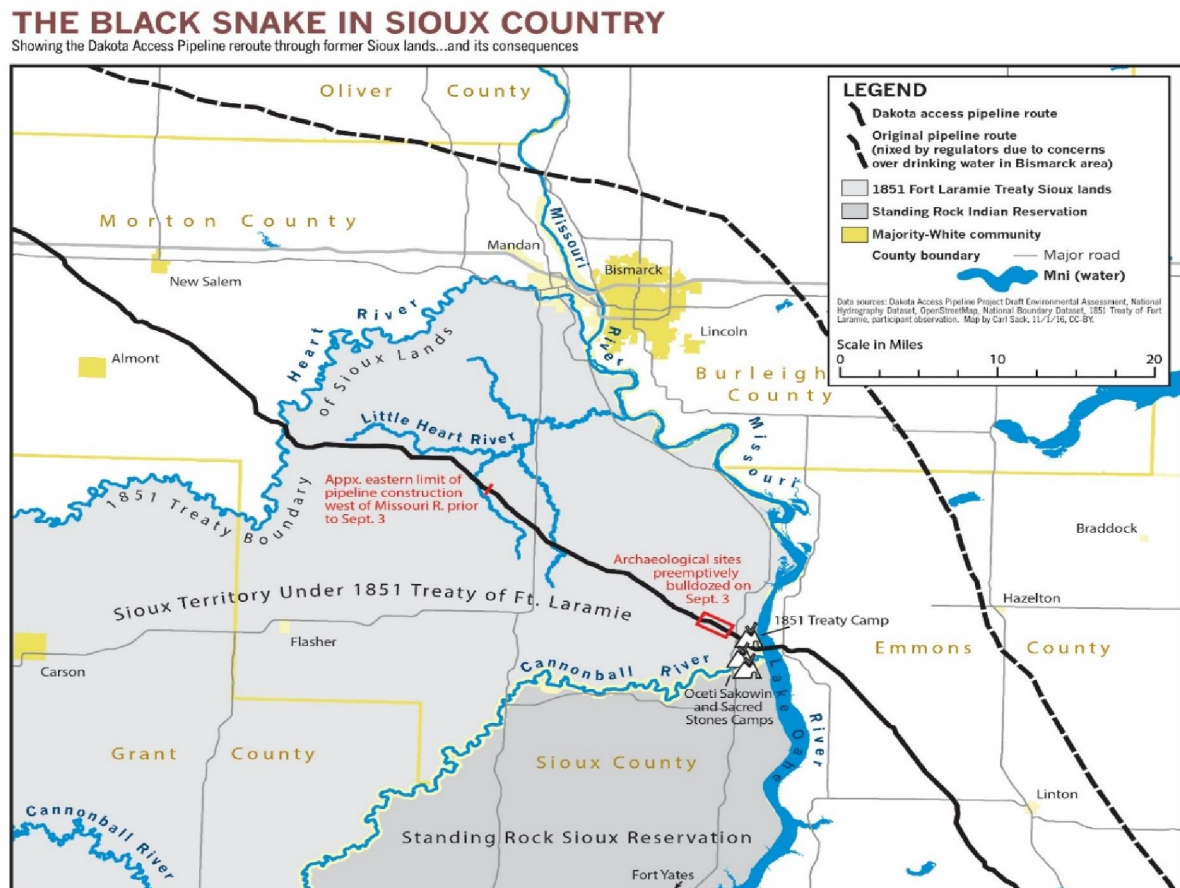 THE BLACK SNAKE IN SIOUX COUNTRY
Showing the Dakota Access Pipeline reroute through former Sioux lands...and its consequences
LEGEND
Dakota access pipeline route
Original pipeline route
(nixed by regulators due to concerns
over drinking water in Bismarck area)
1851 Fort Laramie Treaty Sioux lands
Standing Rock Indian Reservation
Majority-White community
County boundary
Major road
Mni (water)
Data sources: Dakota Access Pipeline Project Draft Environmental Assessment, National
Hydrography Dataset, OpenStreetMap, National Boundary Dataset, 1851 Treaty of Fort
Laramie, participant observation. Map by Carl Sack, 11/1/16, CC-BY.
Scale in Miles
0 10 20
Oliver County
Morton County
Missouri
River
Mandan
Bismarck
New Salem
Lincoln
Heart River
of Sioux Lands
Almont
Burleigh
County
Little Heart River
Missouri
1851 Treaty Boundary
Appx. eastern limit of
pipeline construction
west of Missouri R. prior
to Sept. 3
Braddock
Archaeological sites
preemptively
bulldozed on
Sept. 3
Sioux Territory Under 1851 Treaty of Ft. Laramie
Hazelton
1851 Treaty Camp
Flasher
Emmons County
Carson
Cannonball River
Oceti Sakowin
and Sacred
Stones Camps
Lake Oahe
River
Grant County
Sioux County
Linton
Cannonball River
Standing Rock Sioux Reservation
Fort Yates